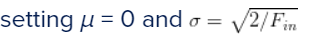 setting μ = 0 and σ = √2/F_in